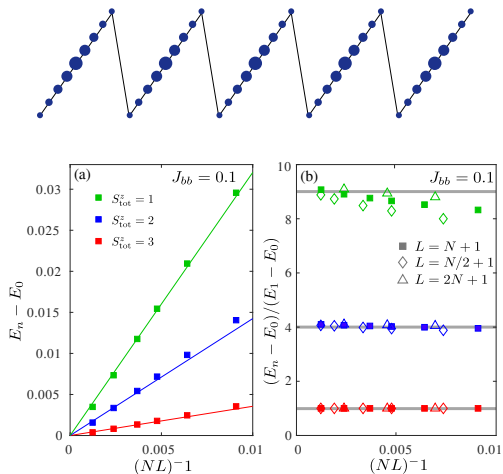 (a)
J_{bb} = 0.1
S^z_{tot} = 1
S^z_{tot} = 2
S^z_{tot} = 3
0.03
0.025
0.02
0.015
0.01
0.005
0
E_n − E_0
0
0.005
0.01
(NL)^{−1}
(b)
J_{bb} = 0.1
L = N + 1
L = N/2 + 1
L = 2N + 1
10
8
6
4
2
0
(E_n − E_0)/(E_1 − E_0)
0
0.005
0.01
(NL)^{−1}